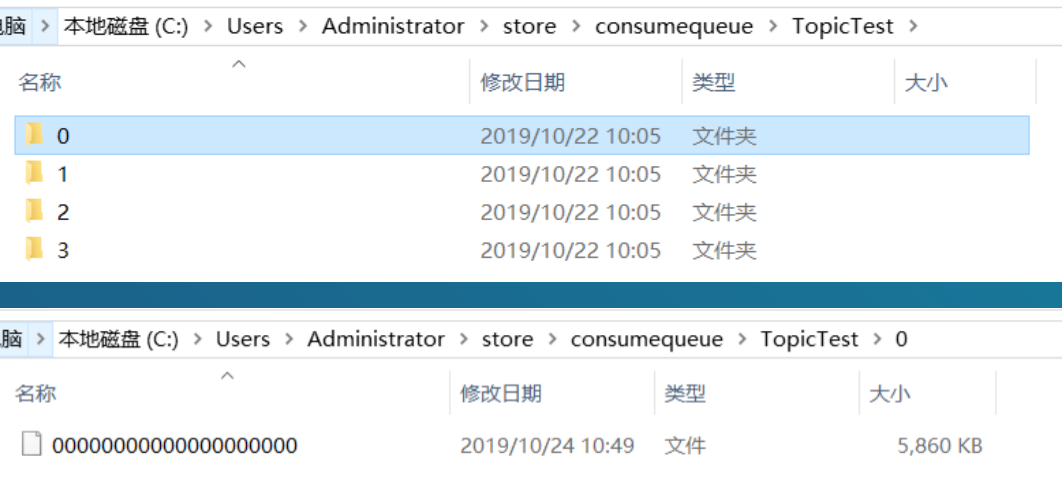 脑 > 本地磁盘 (C:) > Users > Administrator > store > consumequeue > TopicTest >
名称 修改日期 类型 大小
0 2019/10/22 10:05 文件夹
1 2019/10/22 10:05 文件夹
2 2019/10/22 10:05 文件夹
3 2019/10/22 10:05 文件夹
脑 > 本地磁盘 (C:) > Users > Administrator > store > consumequeue > TopicTest > 0
名称 修改日期 类型 大小
00000000000000000000 2019/10/24 10:49 文件 5,860 KB